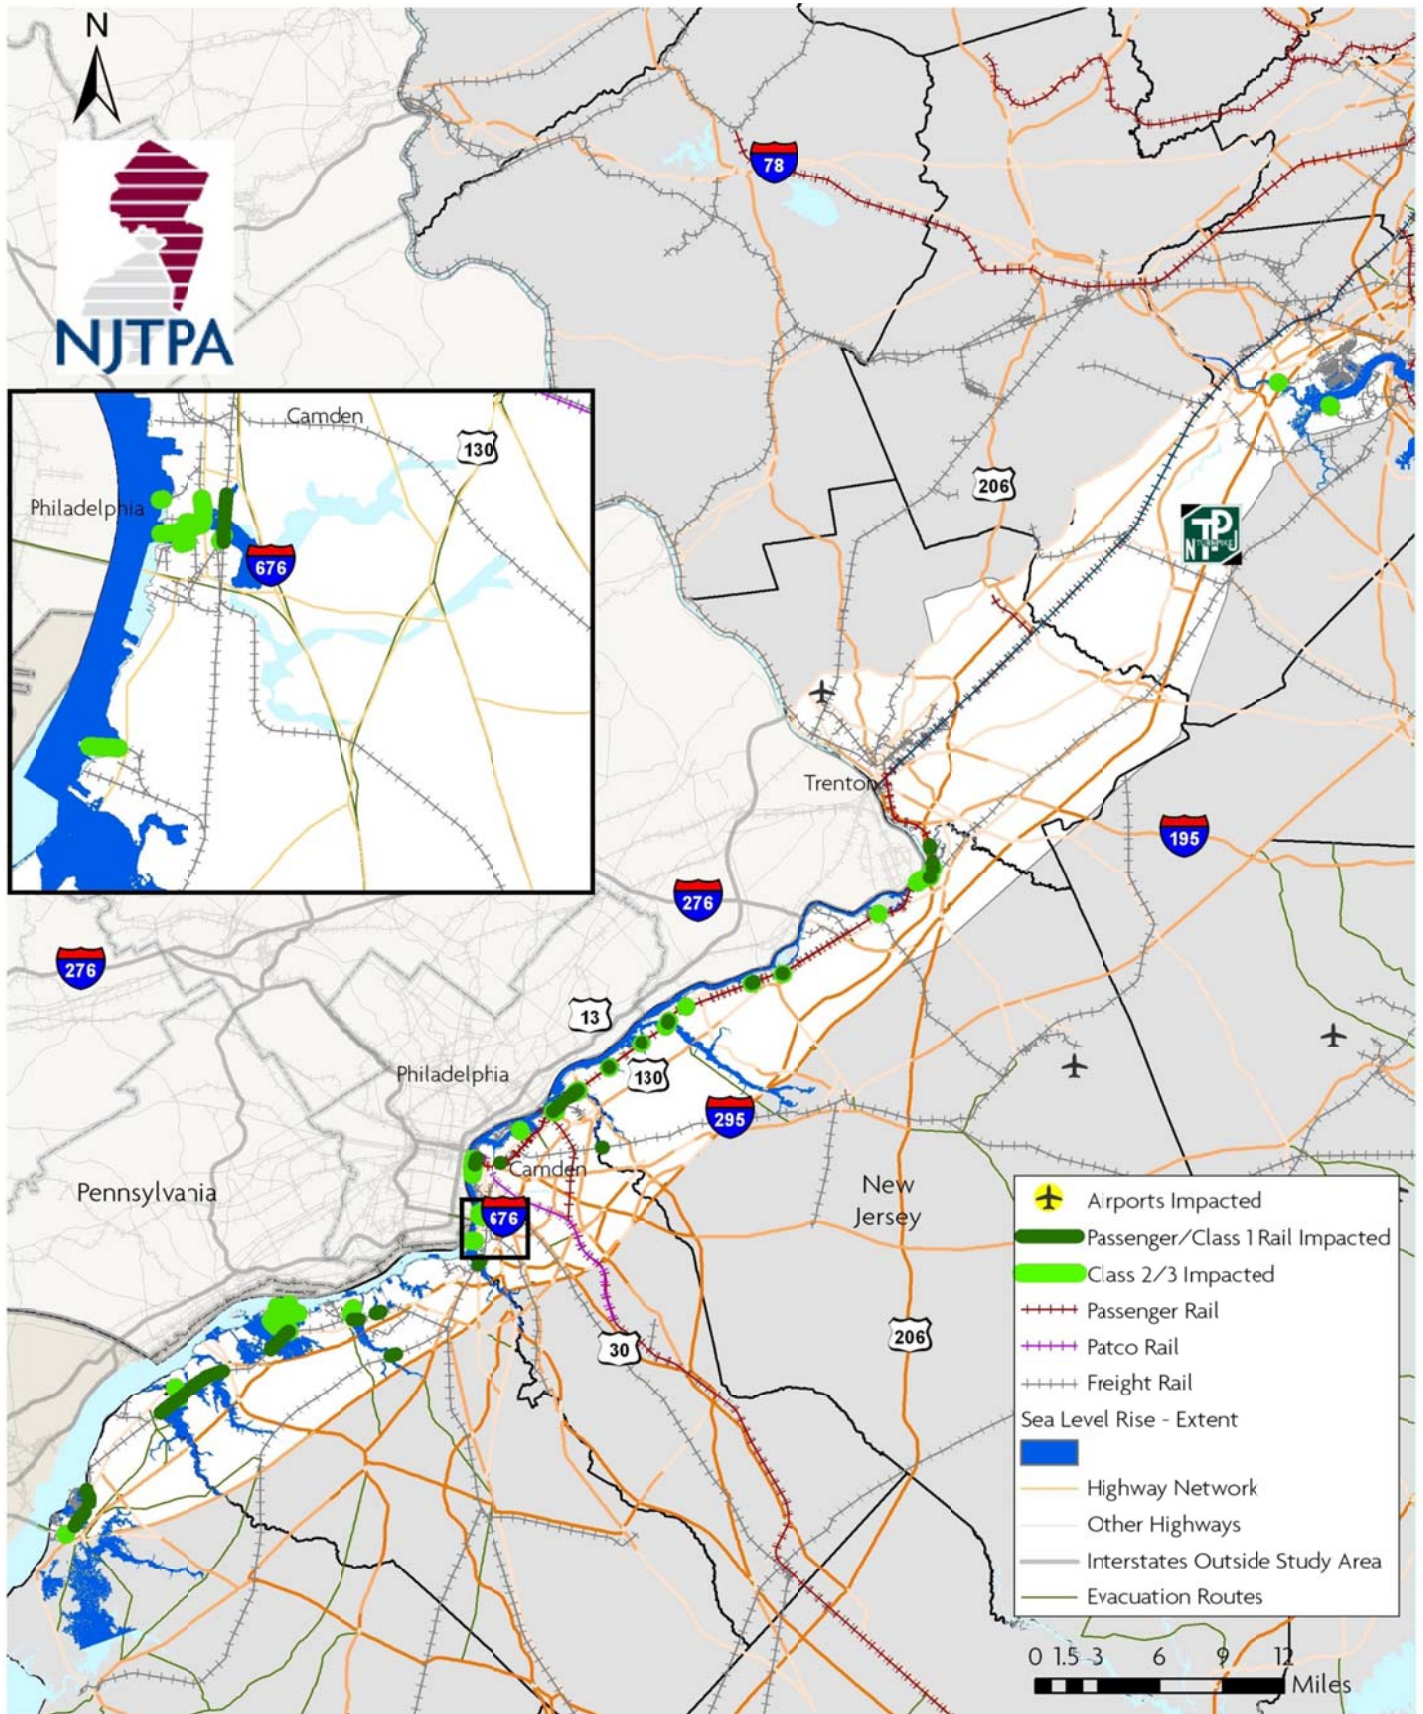 N
78
NJTPA
Camden
130
Philadelphia
676
206
NTPJ
TURNPIKE
Trenton
195
276
276
13
Philadelphia
130
295
Pennsylvania
Camden
New
Jersey
676
30
206
Airports Impacted
Passenger/Class 1 Rail Impacted
Class 2/3 Impacted
Passenger Rail
Patco Rail
Freight Rail
Sea Level Rise - Extent
Highway Network
Other Highways
Interstates Outside Study Area
Evacuation Routes
0 1.5 3 6 9 12
Miles